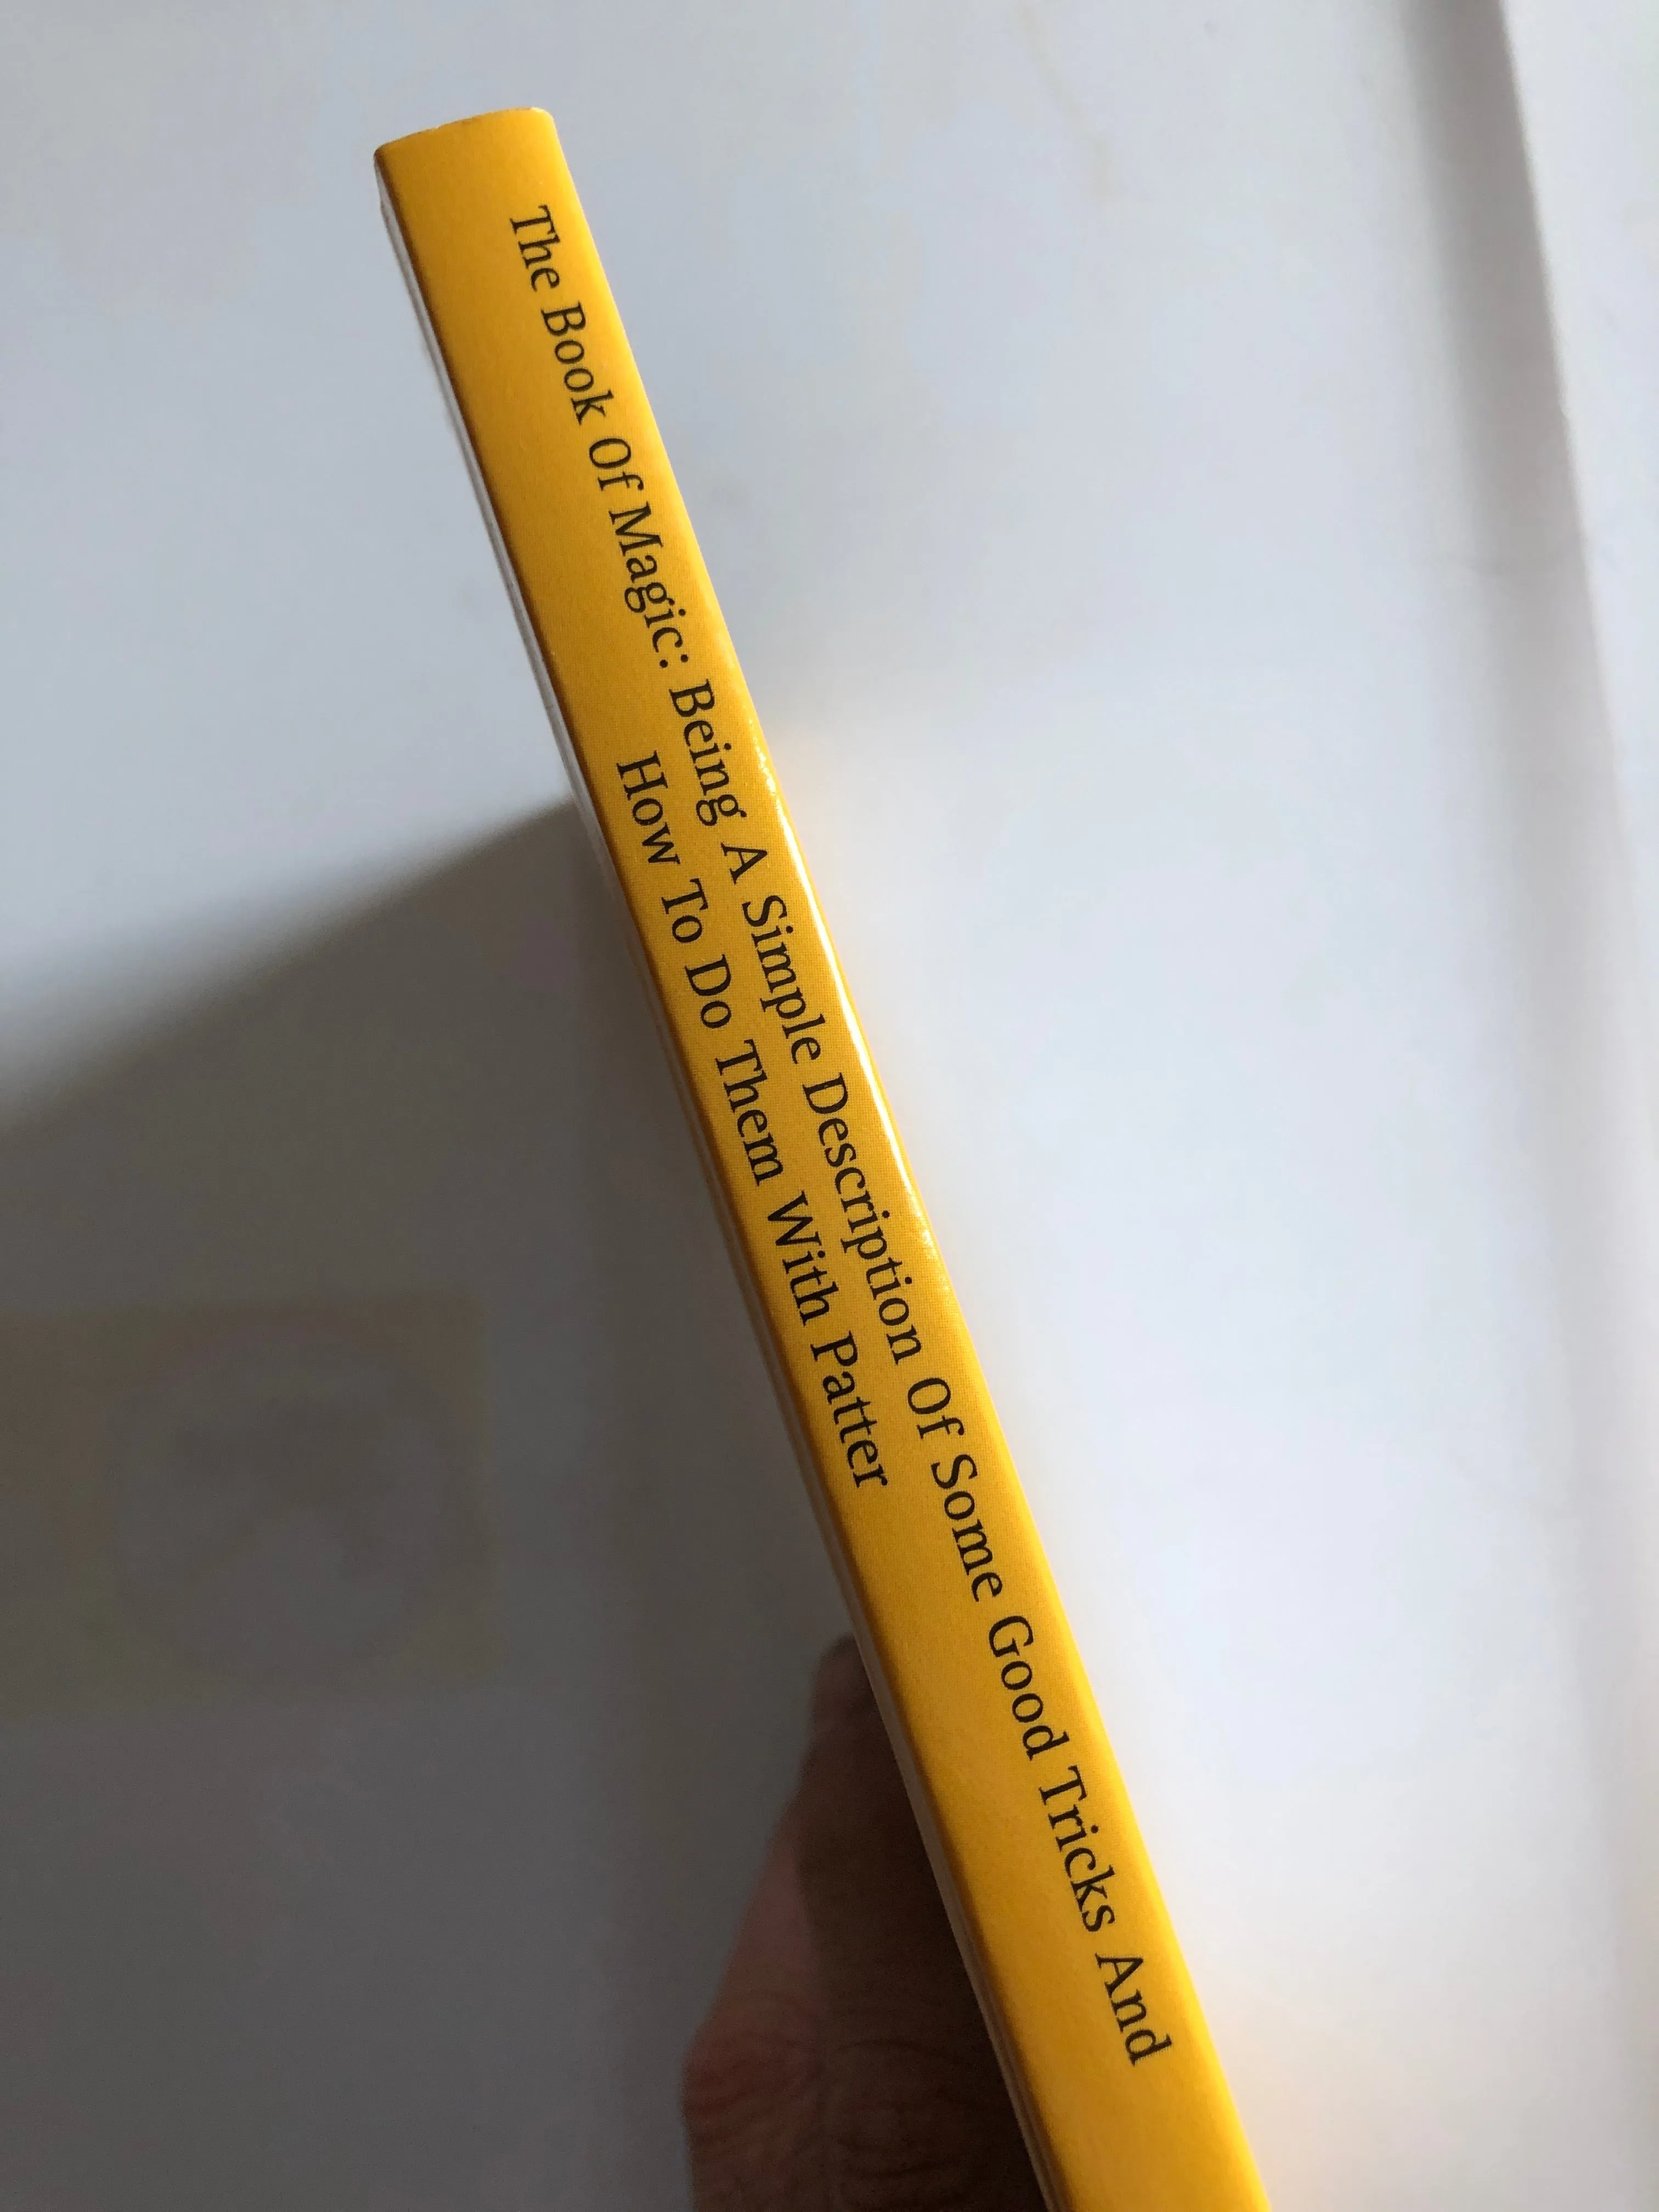 The Book Of Magic: Being A Simple Description Of Some Good Tricks And
How To Do Them With Patter